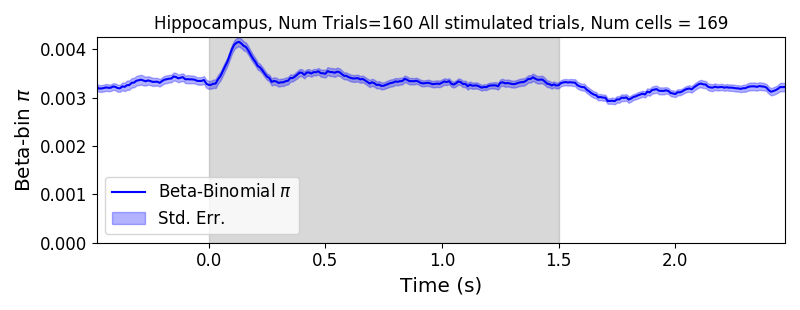 Hippocampus, Num Trials=160 All stimulated trials, Num cells = 169
Beta-bin π
0.004
0.003
0.002
0.001
0.000
Beta-Binomial π
Std. Err.
0.0 0.5 1.0 1.5 2.0
Time (s)